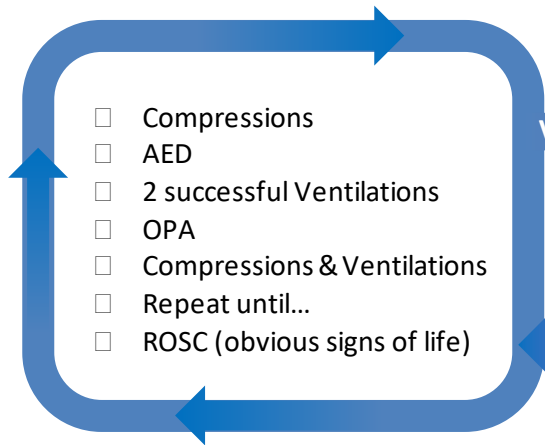 Compressions
AED
2 successful Ventilations
OPA
Compressions & Ventilations
Repeat until…
ROSC (obvious signs of life)